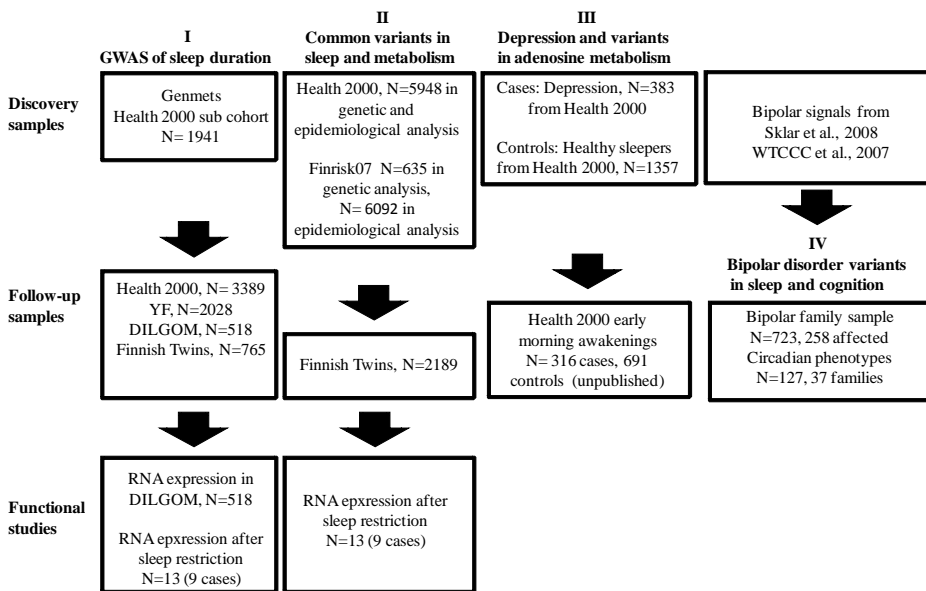 I
GWAS of sleep duration
II
Common variants in
sleep and metabolism
III
Depression and variants
in adenosine metabolism
Discovery
samples
Genmets
Health 2000 sub cohort
N= 1941
Health 2000, N=5948 in
genetic and
epidemiological analysis
Finrisk07 N=635 in
genetic analysis,
N= 6092 in
epidemiological analysis
Cases: Depression, N=383
from Health 2000
Controls: Healthy sleepers
from Health 2000, N=1357
Bipolar signals from
Sklar et al., 2008
WTCCC et al., 2007
IV
Bipolar disorder variants
in sleep and cognition
Follow-up
samples
Health 2000, N= 3389
YF, N=2028
DILGOM, N=518
Finnish Twins, N=765
Finnish Twins, N=2189
Health 2000 early
morning awakenings
N= 316 cases, 691
controls (unpublished)
Bipolar family sample
N=723, 258 affected
Circadian phenotypes
N=127, 37 families
Functional
studies
RNA expression in
DILGOM, N=518
RNA epxression after
sleep restriction
N=13 (9 cases)
RNA epxression after
sleep restriction
N=13 (9 cases)